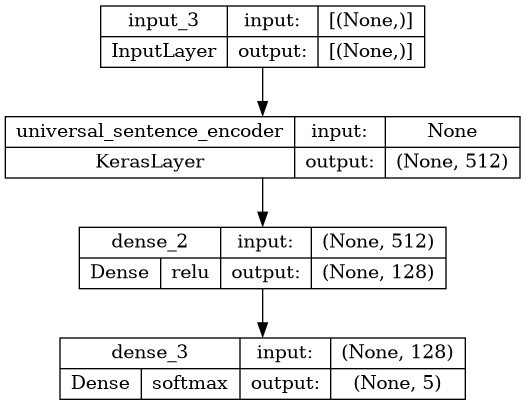 input_3 input: [(None,)]
InputLayer output: [(None,)]
universal_sentence_encoder input: None
KerasLayer output: (None, 512)
dense_2 input: (None, 512)
Dense relu output: (None, 128)
dense_3 input: (None, 128)
Dense softmax output: (None, 5)